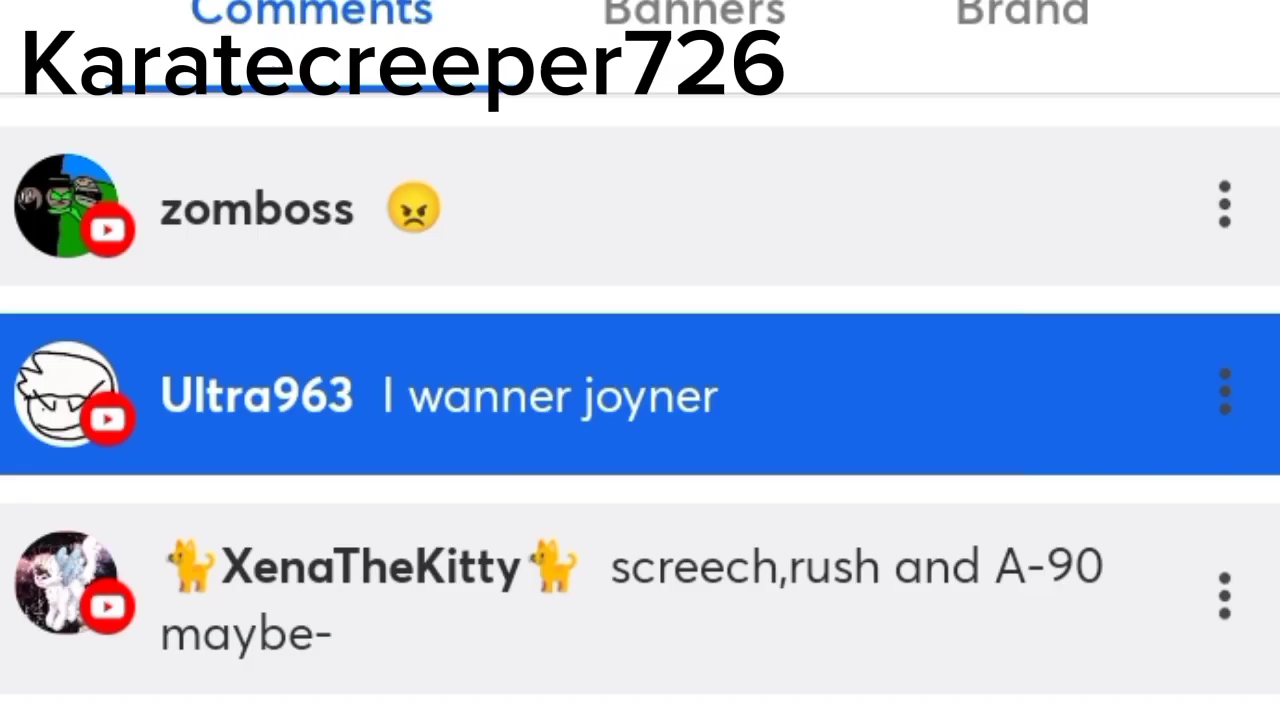 Comments Banners Brand
Karatecreeper726
zomboss 😠
Ultra963 I wanner joyner
🐈XenaTheKitty🐈 screech,rush and A-90
maybe-